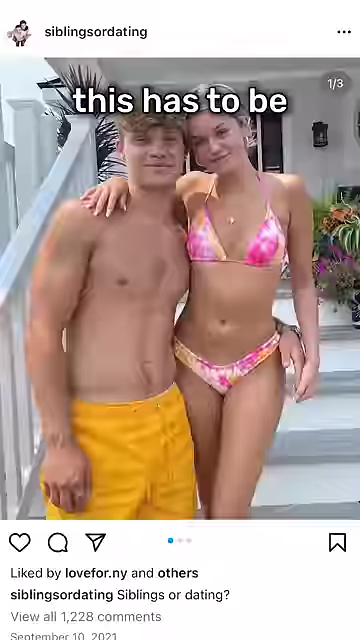 siblingsordating
this has to be
1/3
Liked by lovefor.ny and others
siblingsordating Siblings or dating?
View all 1,228 comments
September 10, 2021